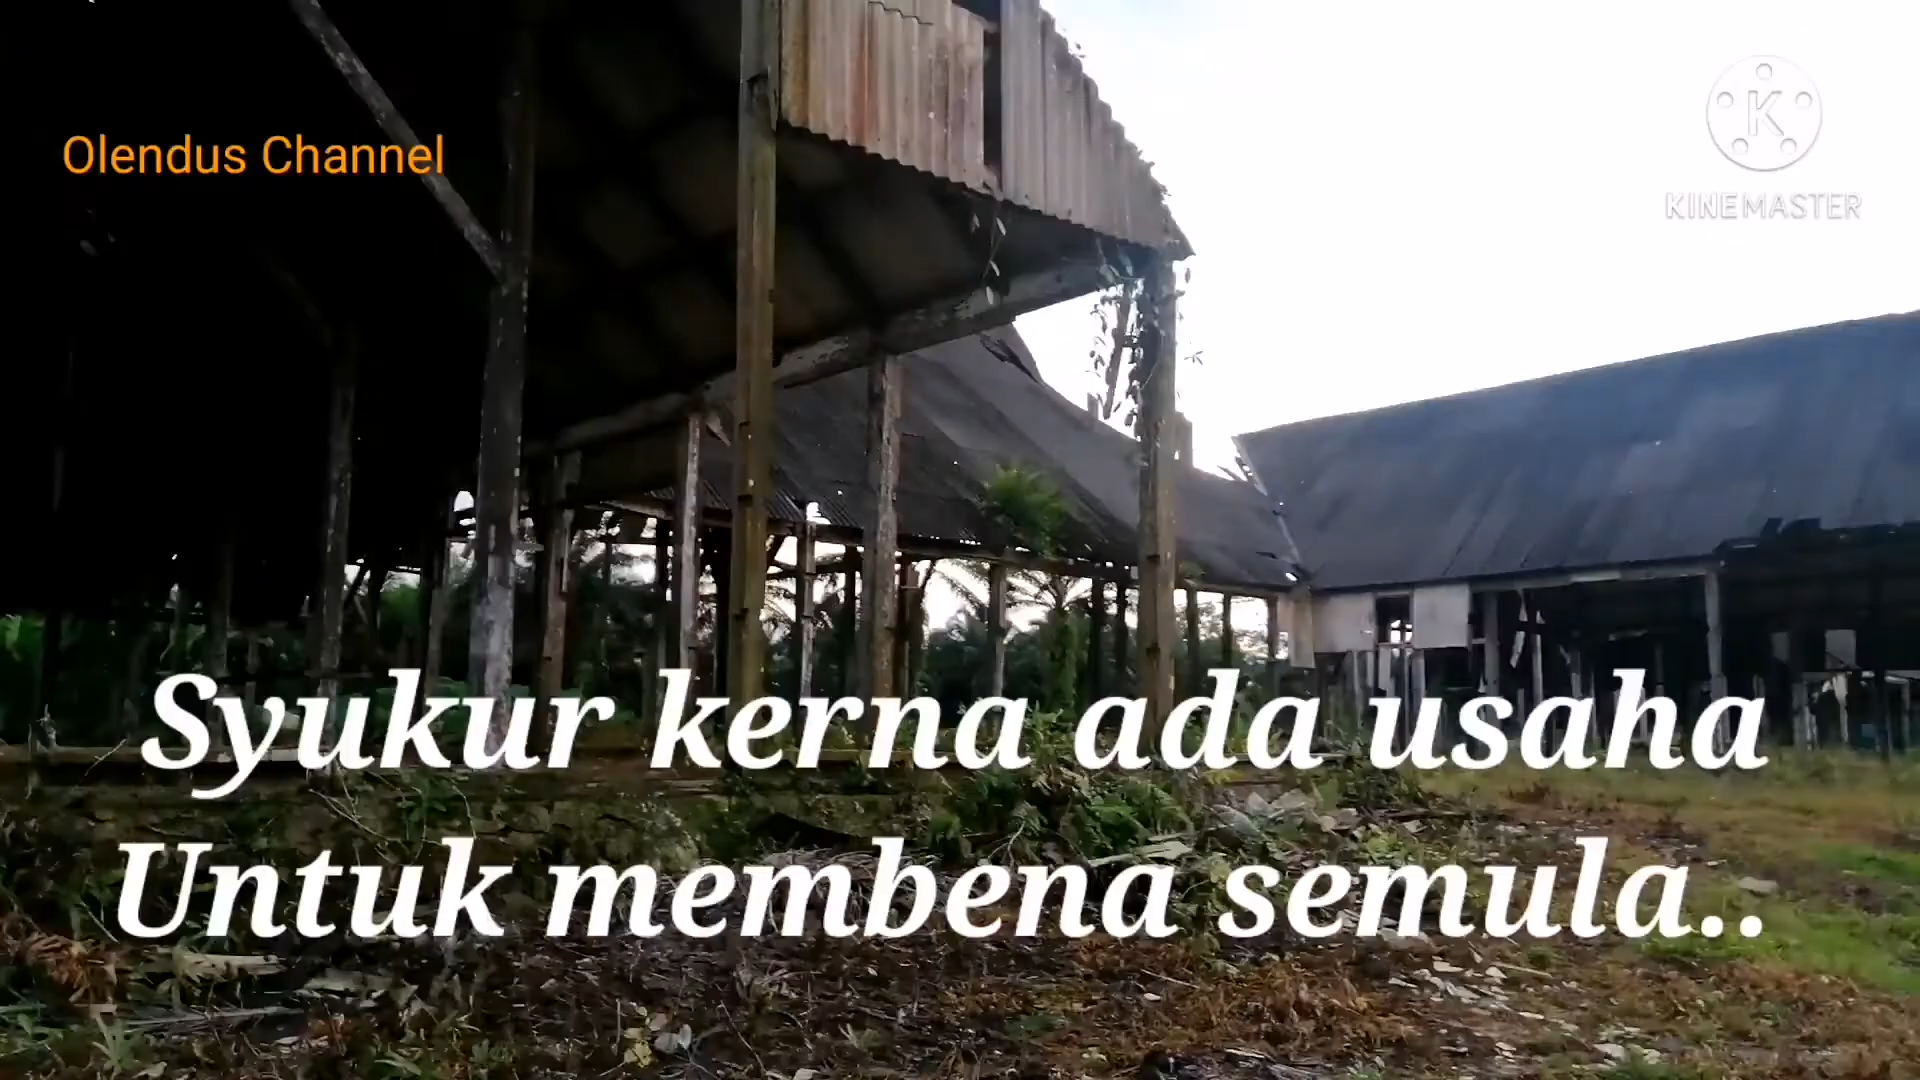 Olendus Channel
K
KINEMASTER
Syukur kerna ada usaha
Untuk membena semula..